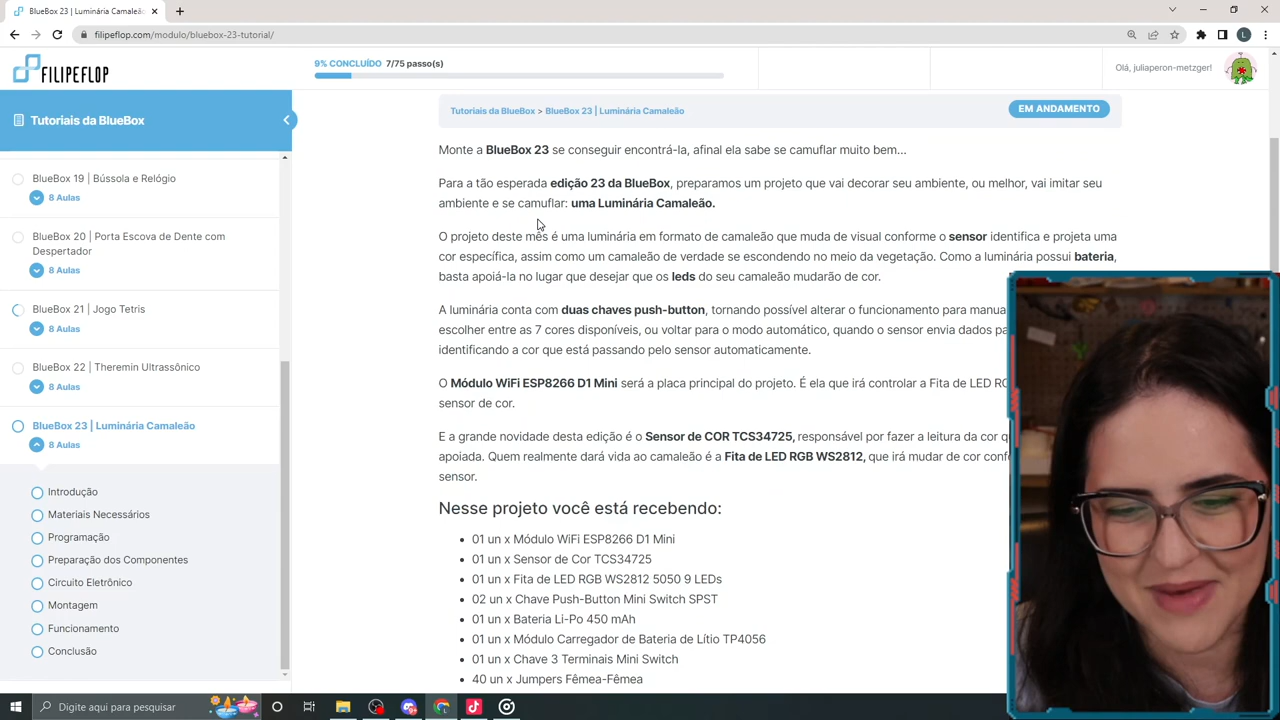 BlueBox 23 | Luminária Camaleão
filipeflop.com/modulo/bluebox-23-tutorial/
L
FILIPEFLOP
9% CONCLUÍDO 7/75 passo(s)
Olá, juliaperon-metzger!
Tutoriais da BlueBox
BlueBox 19 | Bússola e Relógio
8 Aulas
BlueBox 20 | Porta Escova de Dente com
Despertador
8 Aulas
BlueBox 21 | Jogo Tetris
8 Aulas
BlueBox 22 | Theremin Ultrassônico
8 Aulas
BlueBox 23 | Luminária Camaleão
8 Aulas
Introdução
Materiais Necessários
Programação
Preparação dos Componentes
Circuito Eletrônico
Montagem
Funcionamento
Conclusão
Tutoriais da BlueBox > BlueBox 23 | Luminária Camaleão
EM ANDAMENTO
Monte a BlueBox 23 se conseguir encontrá-la, afinal ela sabe se camuflar muito bem...
Para a tão esperada edição 23 da BlueBox, preparamos um projeto que vai decorar seu ambiente, ou melhor, vai imitar seu
ambiente e se camuflar: uma Luminária Camaleão.
O projeto deste mês é uma luminária em formato de camaleão que muda de visual conforme o sensor identifica e projeta uma
cor específica, assim como um camaleão de verdade se escondendo no meio da vegetação. Como a luminária possui bateria,
basta apoiá-la no lugar que desejar que os leds do seu camaleão mudarão de cor.
A luminária conta com duas chaves push-button, tornando possível alterar o funcionamento para manua
escolher entre as 7 cores disponíveis, ou voltar para o modo automático, quando o sensor envia dados pa
identificando a cor que está passando pelo sensor automaticamente.
O Módulo WiFi ESP8266 D1 Mini será a placa principal do projeto. É ela que irá controlar a Fita de LED RG
sensor de cor.
E a grande novidade desta edição é o Sensor de COR TCS34725, responsável por fazer a leitura da cor q
apoiada. Quem realmente dará vida ao camaleão é a Fita de LED RGB WS2812, que irá mudar de cor conf
sensor.
Nesse projeto você está recebendo:
01 un x Módulo WiFi ESP8266 D1 Mini
01 un x Sensor de Cor TCS34725
01 un x Fita de LED RGB WS2812 5050 9 LEDs
02 un x Chave Push-Button Mini Switch SPST
01 un x Bateria Li-Po 450 mAh
01 un x Módulo Carregador de Bateria de Lítio TP4056
01 un x Chave 3 Terminais Mini Switch
40 un x Jumpers Fêmea-Fêmea
Digite aqui para pesquisar